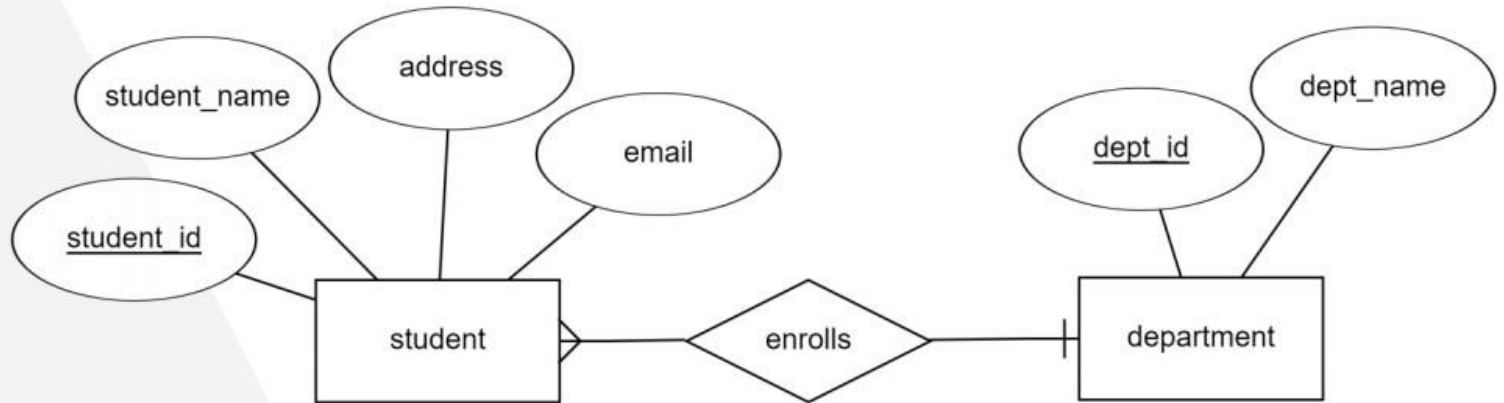 address
student_name
dept_name
email
dept_id
student_id
student
enrolls
department